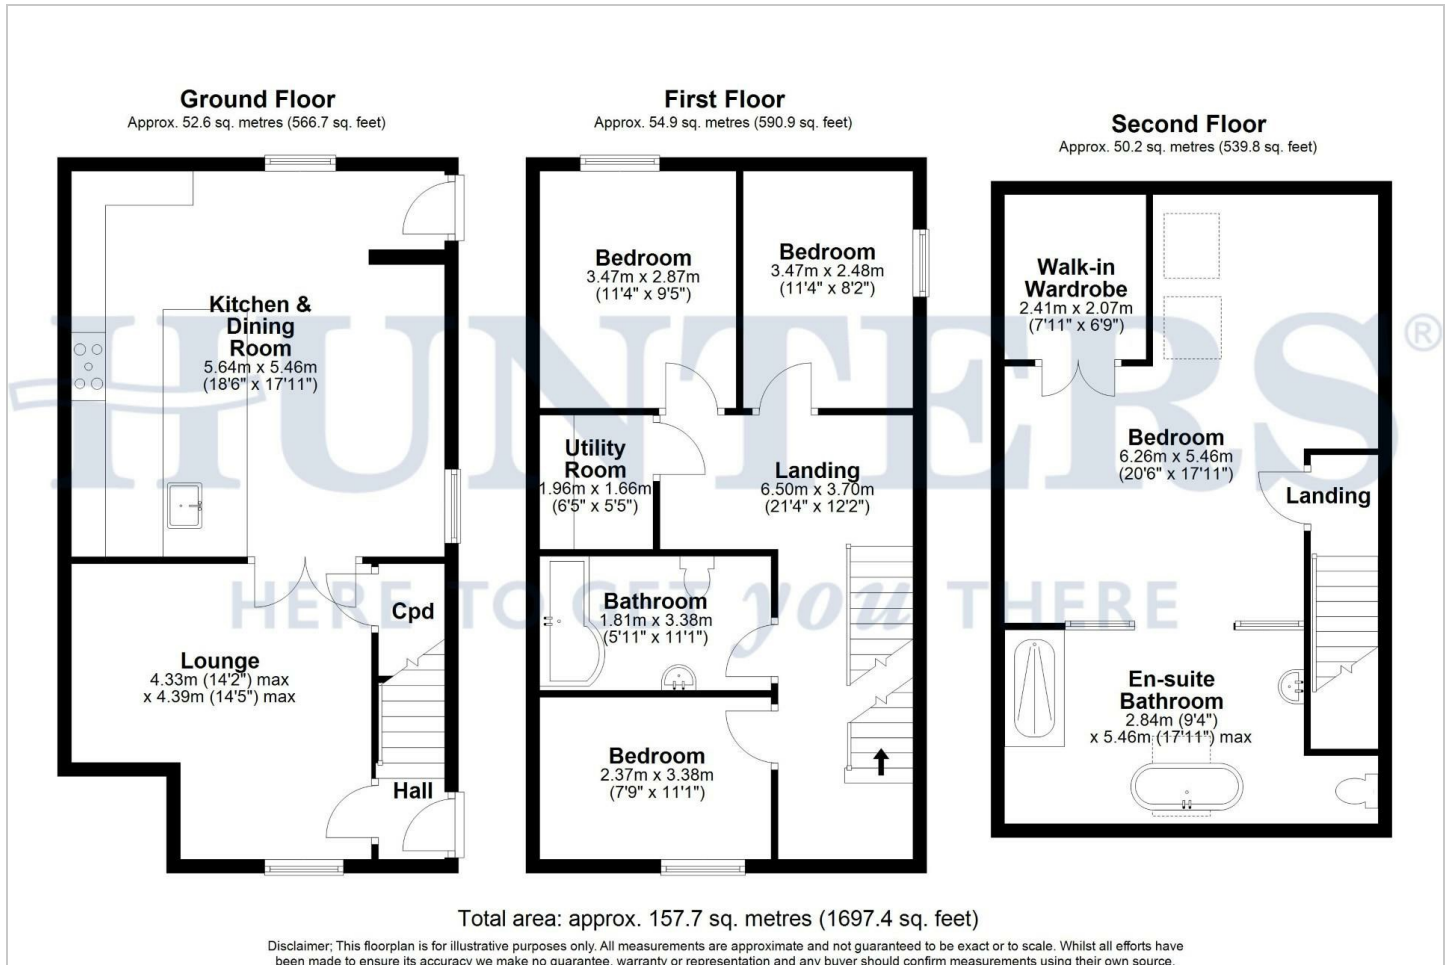 Ground Floor
Approx. 52.6 sq. metres (566.7 sq. feet)
Kitchen &
Dining
Room
5.64m x 5.46m
(18'6" x 17'11")
Cpd
Lounge
4.33m (14'2") max
x 4.39m (14'5") max
Hall
First Floor
Approx. 54.9 sq. metres (590.9 sq. feet)
Bedroom
3.47m x 2.87m
(11'4" x 9'5")
Bedroom
3.47m x 2.48m
(11'4" x 8'2")
Utility
Room
1.96m x 1.66m
(6'5" x 5'5")
Landing
6.50m x 3.70m
(21'4" x 12'2")
Bathroom
1.81m x 3.38m
(5'11" x 11'1")
Bedroom
2.37m x 3.38m
(7'9" x 11'1")
Second Floor
Approx. 50.2 sq. metres (539.8 sq. feet)
Walk-in
Wardrobe
2.41m x 2.07m
(7'11" x 6'9")
Bedroom
6.26m x 5.46m
(20'6" x 17'11")
Landing
En-suite
Bathroom
2.84m (9'4")
x 5.46m (17'11") max
HUNTERS®
HERE TO GET you THERE
Total area: approx. 157.7 sq. metres (1697.4 sq. feet)
Disclaimer; This floorplan is for illustrative purposes only. All measurements are approximate and not guaranteed to be exact or to scale. Whilst all efforts have
been made to ensure its accuracy we make no guarantee, warranty or representation and any buyer should confirm measurements using their own source.